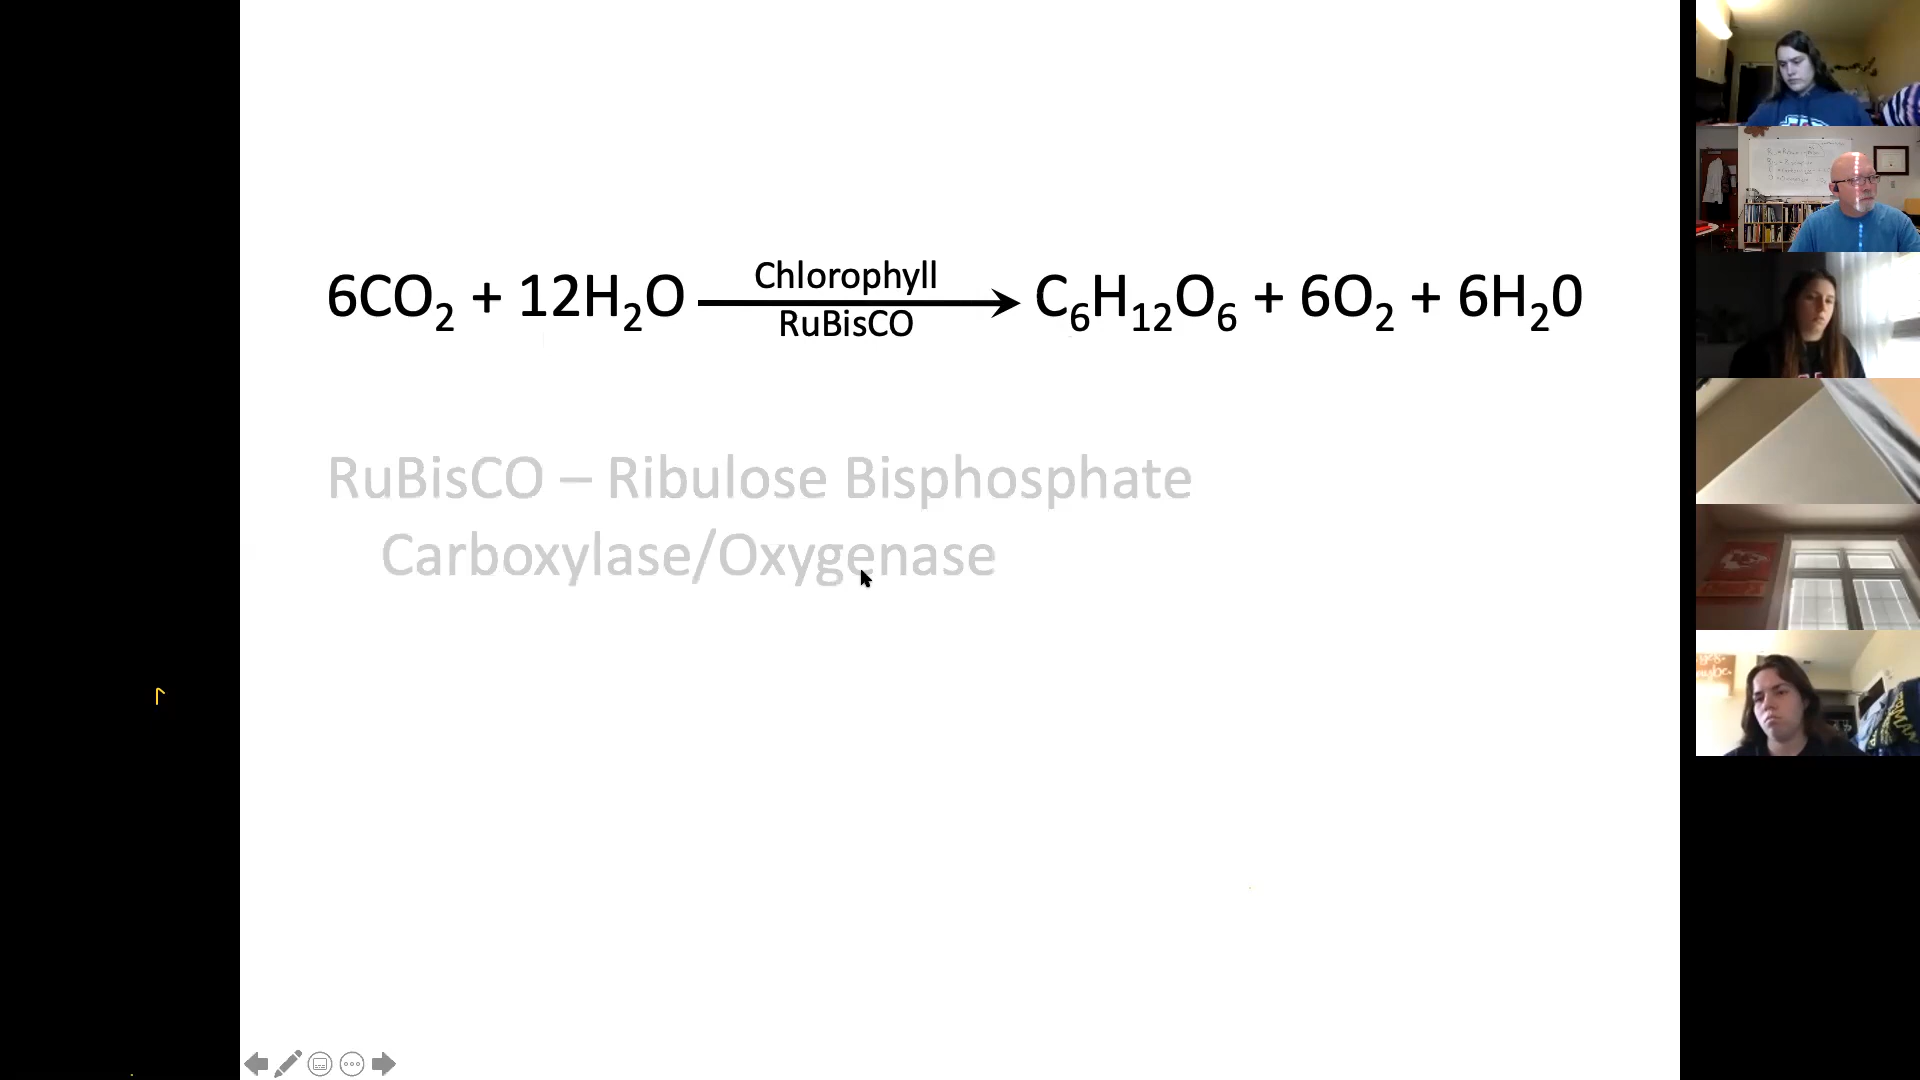 Chlorophyll
6CO₂ + 12H₂O ⟶ C₆H₁₂O₆ + 6O₂ + 6H₂0
RuBisCO
RuBisCO – Ribulose Bisphosphate
Carboxylase/Oxygenase